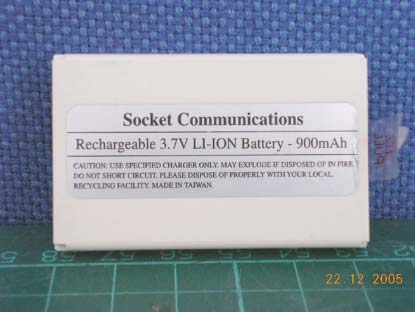 Socket Communications
Rechargeable 3.7V LI-ION Battery - 900mAh
CAUTION: USE SPECIFIED CHARGER ONLY. MAY EXPLODE IF DISPOSED OF IN FIRE.
DO NOT SHORT CIRCUIT. PLEASE DISPOSE OF PROPERLY WITH YOUR LOCAL
RECYCLING FACILITY. MADE IN TAIWAN.
22 12 2005